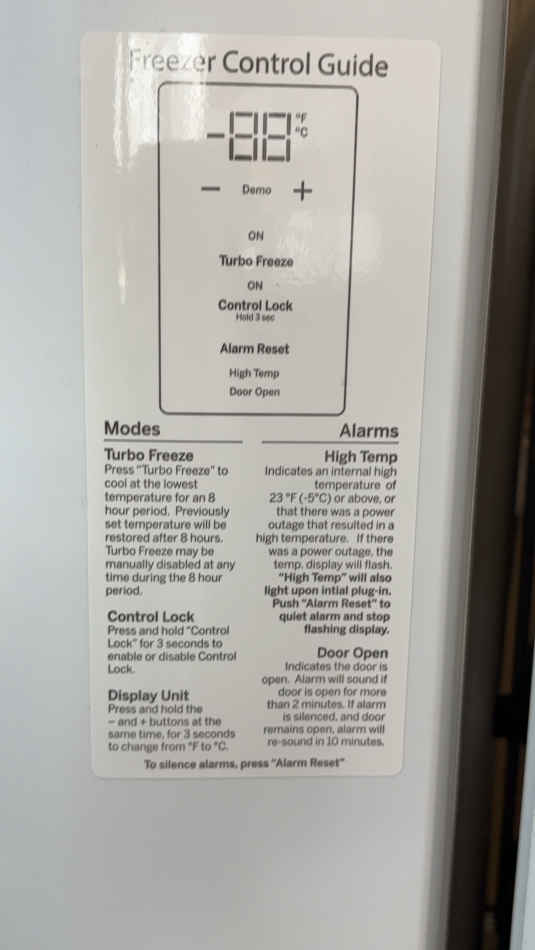 Freezer Control Guide
-88 °F
°C
− Demo +
ON
Turbo Freeze
ON
Control Lock
Hold 3 sec
Alarm Reset
High Temp
Door Open
Modes
Turbo Freeze
Press "Turbo Freeze" to
cool at the lowest
temperature for an 8
hour period. Previously
set temperature will be
restored after 8 hours.
Turbo Freeze may be
manually disabled at any
time during the 8 hour
period.
Control Lock
Press and hold "Control
Lock" for 3 seconds to
enable or disable Control
Lock.
Display Unit
Press and hold the
− and + buttons at the
same time, for 3 seconds
to change from °F to °C.
Alarms
High Temp
Indicates an internal high
temperature of
23 °F (-5°C) or above, or
that there was a power
outage that resulted in a
high temperature. If there
was a power outage, the
temp. display will flash.
"High Temp" will also
light upon intial plug-in.
Push "Alarm Reset" to
quiet alarm and stop
flashing display.
Door Open
Indicates the door is
open. Alarm will sound if
door is open for more
than 2 minutes. If alarm
is silenced, and door
remains open, alarm will
re-sound in 10 minutes.
To silence alarms, press "Alarm Reset"